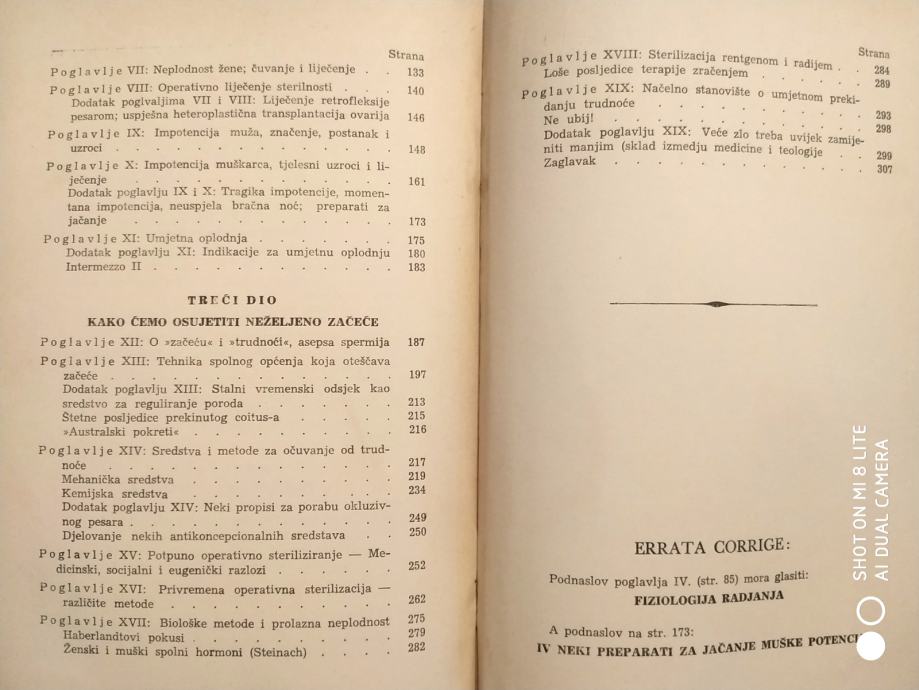 Strana
Poglavlje VII: Neplodnost žene; čuvanje i liječenje . . 133
Poglavlje VIII: Operativno liječenje sterilnosti . . . 140
Dodatak poglvaljima VII i VIII: Liječenje retrofleksije
pesarom; uspješna heteroplastična transplantacija ovarija 146
Poglavlje IX: Impotencija muža, značenje, postanak i
uzroci . . . . . . . . . . . . 148
Poglavlje X: Impotencija muškarca, tjelesni uzroci i li-
ječenje . . . . . . . . . . . . 161
Dodatak poglavlju IX i X: Tragika impotencije, momen-
tana impotencija, neuspjela bračna noć; preparati za
jačanje . . . . . . . . . . . 173
Poglavlje XI: Umjetna oplodnja . . . . . . 175
Dodatak poglavlju XI: Indikacije za umjetnu oplodnju 180
Intermezzo II . . . . . . . . . . . 183
TREĆI DIO
KAKO ĆEMO OSUJETITI NEŽELJENO ZAČEĆE
Poglavlje XII: O »začeću« i »trudnoći«, asepsa spermija 187
Poglavlje XIII: Tehnika spolnog općenja koja oteščava
začeće . . . . . . . . . . . . 197
Dodatak poglavlju XIII: Stalni vremenski odsjek kao
sredstvo za reguliranje poroda . . . . . . 213
Štetne posljedice prekinutog coitus-a . . . . 215
»Australski pokreti« . . . . . . . . . 216
Poglavlje XIV: Sredstva i metode za očuvanje od trud-
noće . . . . . . . . . . . . 217
Mehanička sredstva . . . . . . . . . 219
Kemijska sredstva . . . . . . . . . 234
Dodatak poglavlju XIV: Neki propisi za porabu okluziv-
nog pesara . . . . . . . . . . . . 249
Djelovanje nekih antikoncepcionalnih sredstava . . 250
Poglavlje XV: Potpuno operativno steriliziranje — Me-
dicinski, socijalni i eugenički razlozi . . . . . 252
Poglavlje XVI: Privremena operativna sterilizacija —
različite metode . . . . . . . . . . 262
Poglavlje XVII: Biološke metode i prolazna neplodnost 275
Haberlandtovi pokusi . . . . . . . . . 279
Ženski i muški spolni hormoni (Steinach) . . . . 282
Strana
Poglavlje XVIII: Sterilizacija rentgenom i radijem . . 284
Loše posljedice terapije zračenjem . . . . . 289
Poglavlje XIX: Načelno stanovište o umjetnom preki-
danju trudnoće . . . . . . . . . 293
Ne ubij! . . . . . . . . . . . . 298
Dodatak poglavlju XIX: Veće zlo treba uvijek zamije-
niti manjim (sklad izmedju medicine i teologije . . 299
Zaglavak . . . . . . . . . . . . 307
ERRATA CORRIGE:
Podnaslov poglavlja IV. (str. 85) mora glasiti:
FIZIOLOGIJA RADJANJA
A podnaslov na str. 173:
IV NEKI PREPARATI ZA JAČANJE MUŠKE POTENCI
SHOT ON MI 8 LITE
AI DUAL CAMERA